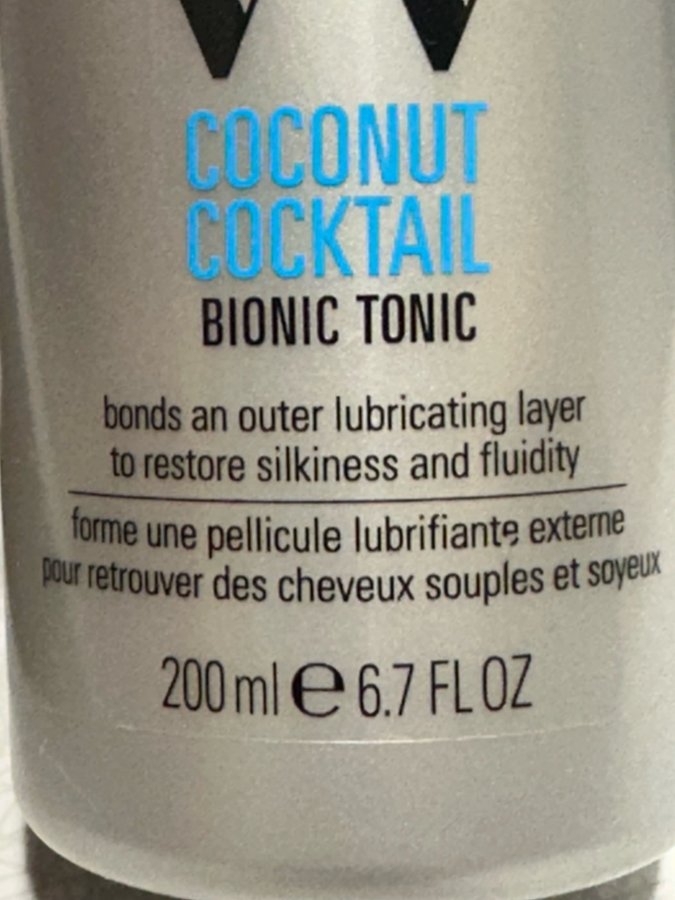 COCONUT
COCKTAIL
BIONIC TONIC
bonds an outer lubricating layer
to restore silkiness and fluidity
forme une pellicule lubrifiante externe
pour retrouver des cheveux souples et soyeux
200 ml e 6.7 FL OZ